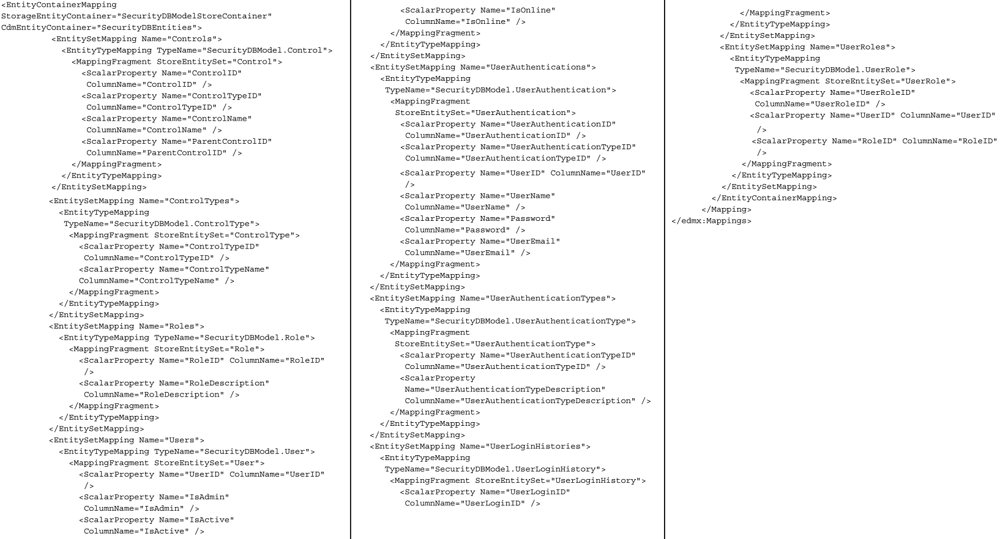 <EntityContainerMapping
StorageEntityContainer="SecurityDBModelStoreContainer"
CdmEntityContainer="SecurityDBEntities">
<EntitySetMapping Name="Controls">
<EntityTypeMapping TypeName="SecurityDBModel.Control">
<MappingFragment StoreEntitySet="Control">
<ScalarProperty Name="ControlID"
ColumnName="ControlID" />
<ScalarProperty Name="ControlTypeID"
ColumnName="ControlTypeID" />
<ScalarProperty Name="ControlName"
ColumnName="ControlName" />
<ScalarProperty Name="ParentControlID"
ColumnName="ParentControlID" />
</MappingFragment>
</EntityTypeMapping>
</EntitySetMapping>
<EntitySetMapping Name="ControlTypes">
<EntityTypeMapping
TypeName="SecurityDBModel.ControlType">
<MappingFragment StoreEntitySet="ControlType">
<ScalarProperty Name="ControlTypeID"
ColumnName="ControlTypeID" />
<ScalarProperty Name="ControlTypeName"
ColumnName="ControlTypeName" />
</MappingFragment>
</EntityTypeMapping>
</EntitySetMapping>
<EntitySetMapping Name="Roles">
<EntityTypeMapping TypeName="SecurityDBModel.Role">
<MappingFragment StoreEntitySet="Role">
<ScalarProperty Name="RoleID" ColumnName="RoleID"
/>
<ScalarProperty Name="RoleDescription"
ColumnName="RoleDescription" />
</MappingFragment>
</EntityTypeMapping>
</EntitySetMapping>
<EntitySetMapping Name="Users">
<EntityTypeMapping TypeName="SecurityDBModel.User">
<MappingFragment StoreEntitySet="User">
<ScalarProperty Name="UserID" ColumnName="UserID"
/>
<ScalarProperty Name="IsAdmin"
ColumnName="IsAdmin" />
<ScalarProperty Name="IsActive"
ColumnName="IsActive" />
<ScalarProperty Name="IsOnline"
ColumnName="IsOnline" />
</MappingFragment>
</EntityTypeMapping>
</EntitySetMapping>
<EntitySetMapping Name="UserAuthentications">
<EntityTypeMapping
TypeName="SecurityDBModel.UserAuthentication">
<MappingFragment
StoreEntitySet="UserAuthentication">
<ScalarProperty Name="UserAuthenticationID"
ColumnName="UserAuthenticationID" />
<ScalarProperty Name="UserAuthenticationTypeID"
ColumnName="UserAuthenticationTypeID" />
<ScalarProperty Name="UserID" ColumnName="UserID"
/>
<ScalarProperty Name="UserName"
ColumnName="UserName" />
<ScalarProperty Name="Password"
ColumnName="Password" />
<ScalarProperty Name="UserEmail"
ColumnName="UserEmail" />
</MappingFragment>
</EntityTypeMapping>
</EntitySetMapping>
<EntitySetMapping Name="UserAuthenticationTypes">
<EntityTypeMapping
TypeName="SecurityDBModel.UserAuthenticationType">
<MappingFragment
StoreEntitySet="UserAuthenticationType">
<ScalarProperty Name="UserAuthenticationTypeID"
ColumnName="UserAuthenticationTypeID" />
<ScalarProperty
Name="UserAuthenticationTypeDescription"
ColumnName="UserAuthenticationTypeDescription" />
</MappingFragment>
</EntityTypeMapping>
</EntitySetMapping>
<EntitySetMapping Name="UserLoginHistories">
<EntityTypeMapping
TypeName="SecurityDBModel.UserLoginHistory">
<MappingFragment StoreEntitySet="UserLoginHistory">
<ScalarProperty Name="UserLoginID"
ColumnName="UserLoginID" />
</MappingFragment>
</EntityTypeMapping>
</EntitySetMapping>
<EntitySetMapping Name="UserRoles">
<EntityTypeMapping
TypeName="SecurityDBModel.UserRole">
<MappingFragment StoreEntitySet="UserRole">
<ScalarProperty Name="UserRoleID"
ColumnName="UserRoleID" />
<ScalarProperty Name="UserID" ColumnName="UserID"
/>
<ScalarProperty Name="RoleID" ColumnName="RoleID"
/>
</MappingFragment>
</EntityTypeMapping>
</EntitySetMapping>
</EntityContainerMapping>
</Mapping>
</edmx:Mappings>